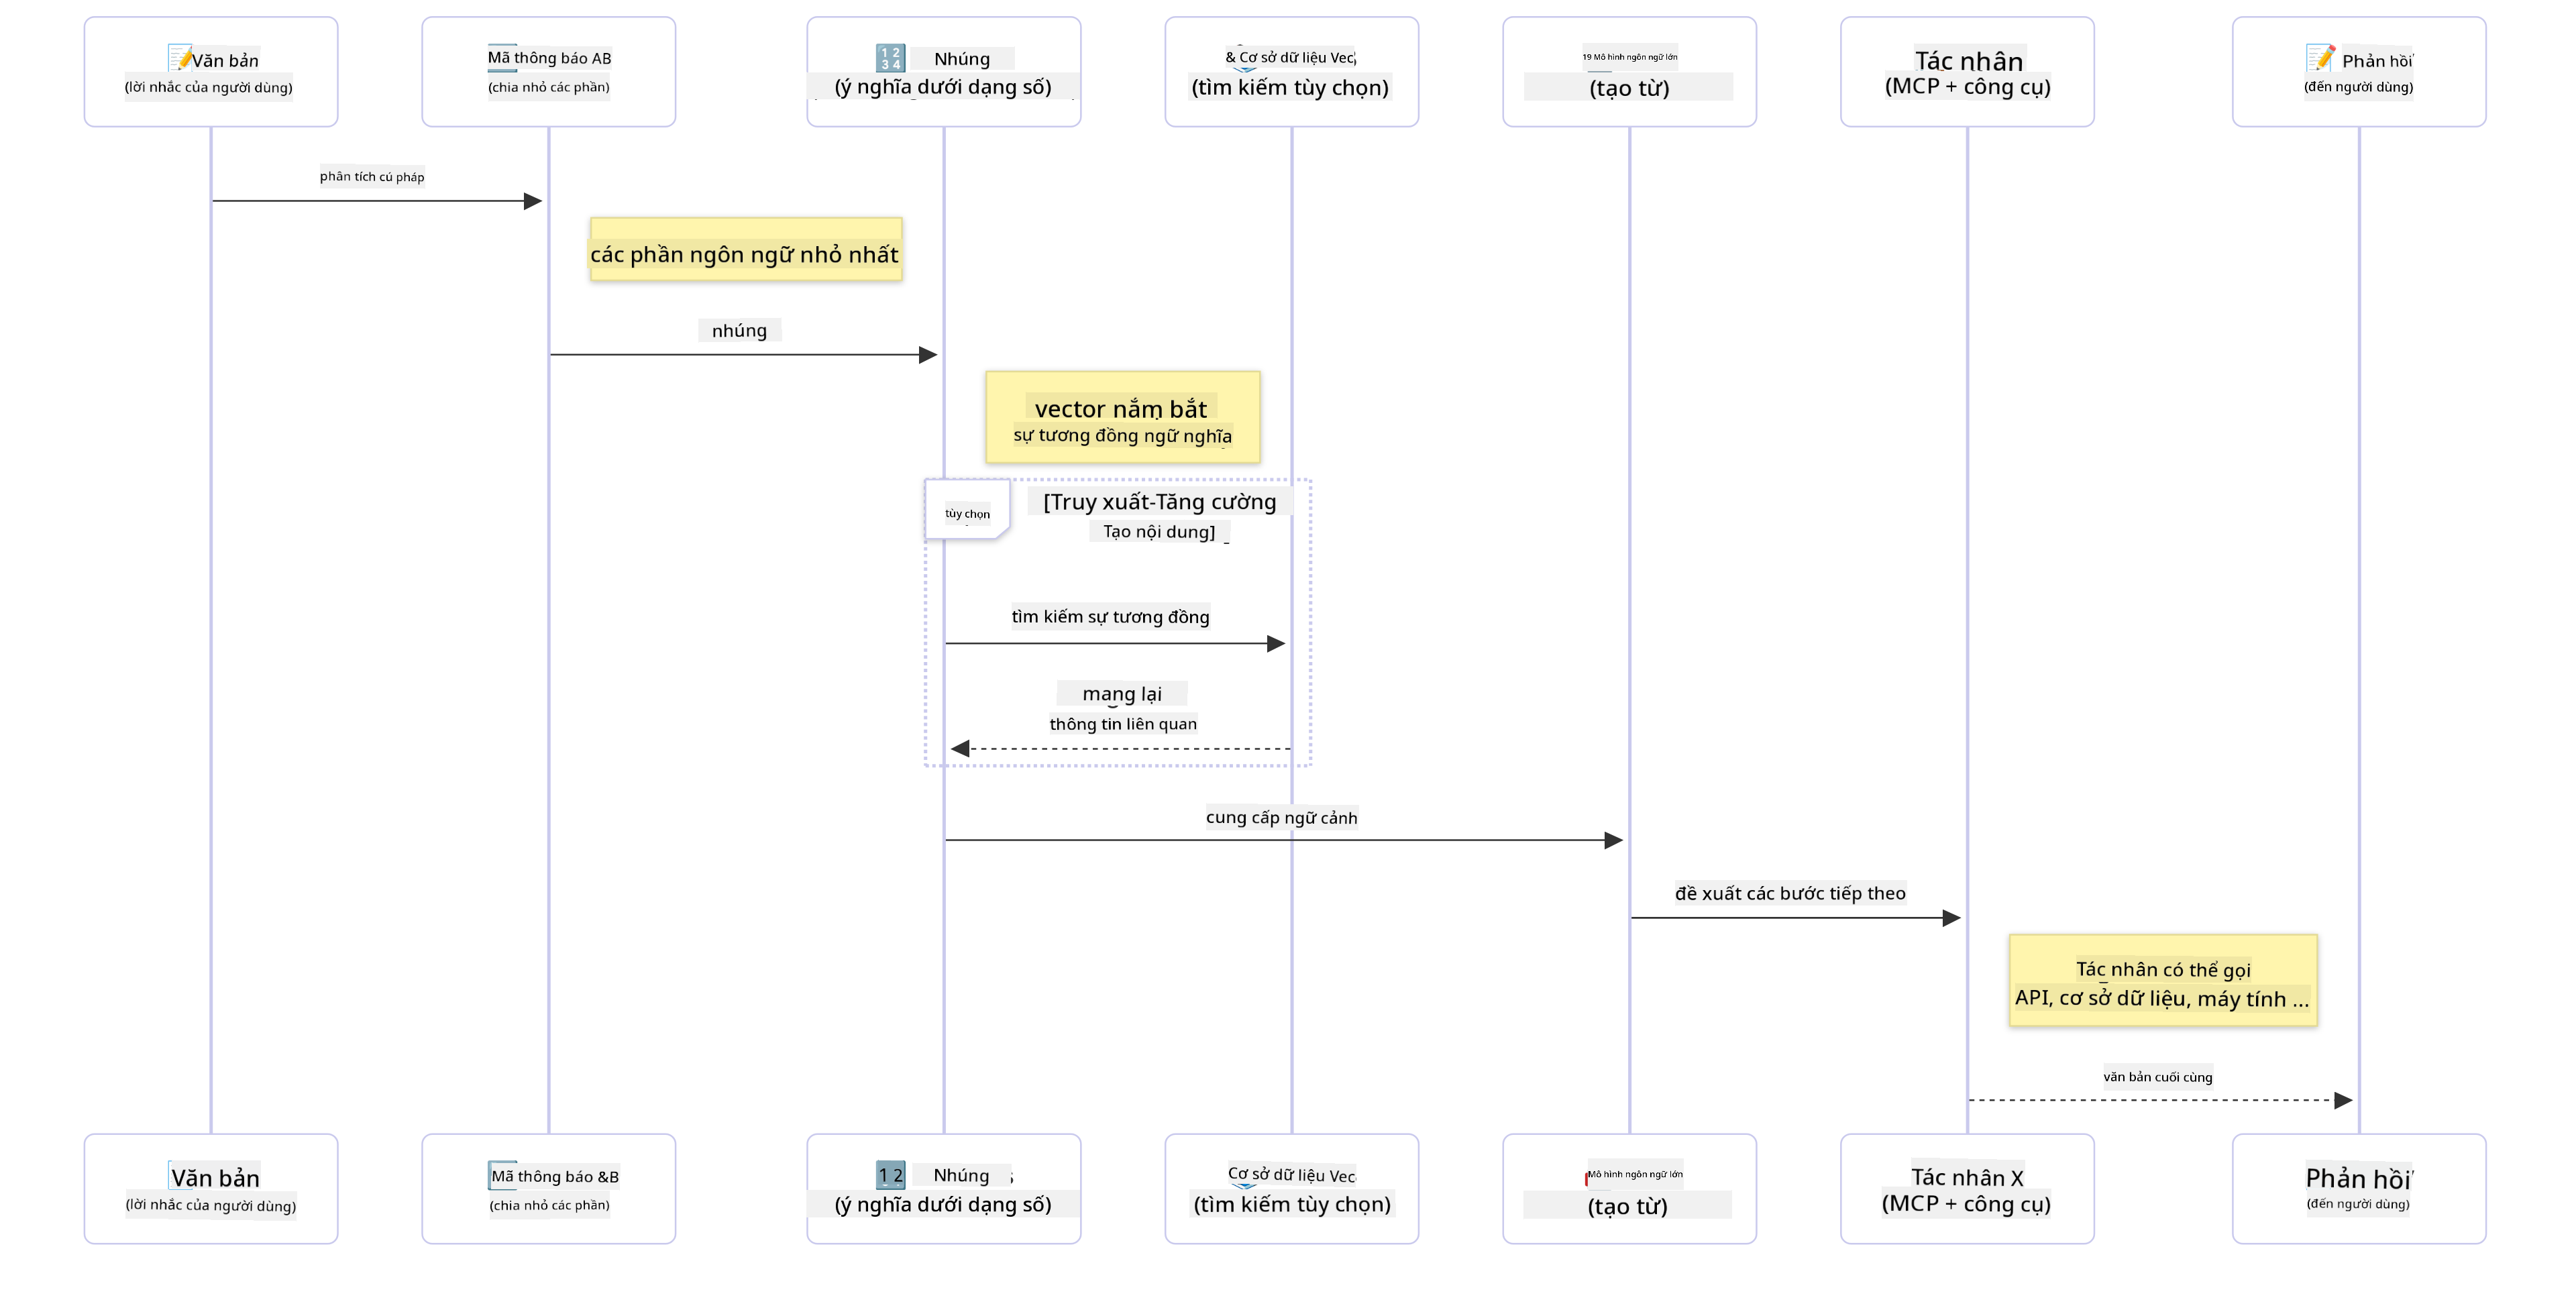 Văn bản
(lời nhắc của người dùng)
Mã thông báo AB
(chia nhỏ các phần)
Nhúng
(ý nghĩa dưới dạng số)
& Cơ sở dữ liệu Vec
(tìm kiếm tùy chọn)
19 Mô hình ngôn ngữ lớn
(tạo từ)
Tác nhân
(MCP + công cụ)
Phản hồi
(đến người dùng)
phân tích cú pháp
các phần ngôn ngữ nhỏ nhất
nhúng
vector nắm bắt
sự tương đồng ngữ nghĩa
tùy chọn
[Truy xuất-Tăng cường
Tạo nội dung]
tìm kiếm sự tương đồng
mang lại
thông tin liên quan
cung cấp ngữ cảnh
đề xuất các bước tiếp theo
Tác nhân có thể gọi
API, cơ sở dữ liệu, máy tính ...
văn bản cuối cùng
Văn bản
(lời nhắc của người dùng)
Mã thông báo &B
(chia nhỏ các phần)
Nhúng
(ý nghĩa dưới dạng số)
Cơ sở dữ liệu Vec
(tìm kiếm tùy chọn)
Mô hình ngôn ngữ lớn
(tạo từ)
Tác nhân X
(MCP + công cụ)
Phản hồi
(đến người dùng)